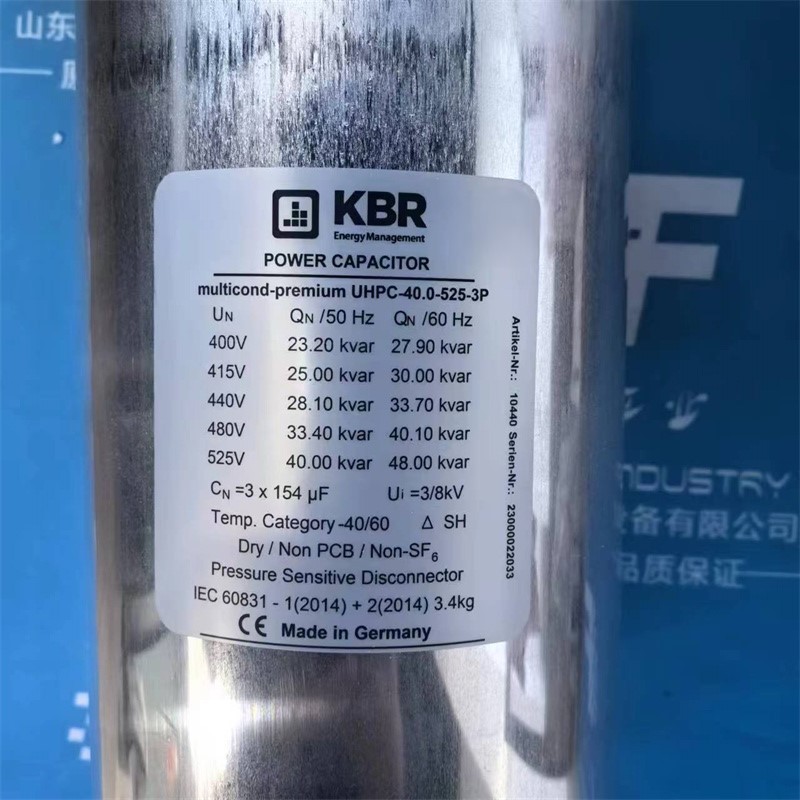 山东
KBR
Energy Management
POWER CAPACITOR
multicond-premium UHPC-40.0-525-3P
UN QN /50 Hz QN /60 Hz
400V 23.20 kvar 27.90 kvar
415V 25.00 kvar 30.00 kvar
440V 28.10 kvar 33.70 kvar
480V 33.40 kvar 40.10 kvar
525V 40.00 kvar 48.00 kvar
CN =3 x 154 µF Ui =3/8kV
Temp. Category -40/60 Δ SH
Dry / Non PCB / Non-SF6
Pressure Sensitive Disconnector
IEC 60831 - 1(2014) + 2(2014) 3.4kg
CE Made in Germany
Artikel-Nr.: 10440 Serien-Nr.: 23000022033
F
业
NDUSTRY
设备有限公司
品质保证